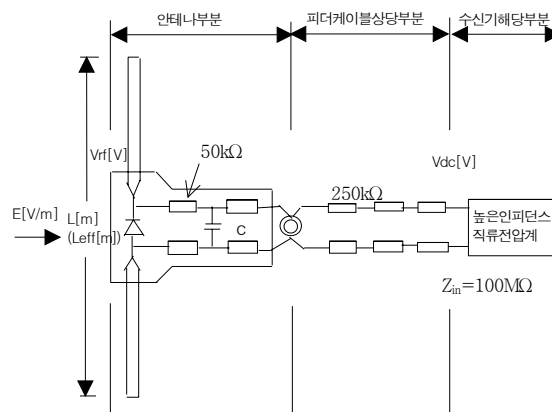 안테나부분
피더케이블상당부분
수신기해당부분
Vrf[V]
50kΩ
Vdc[V]
250kΩ
E[V/m]
L[m]
(Leff[m])
C
높은인피던스
직류전압계
Zin=100MΩ